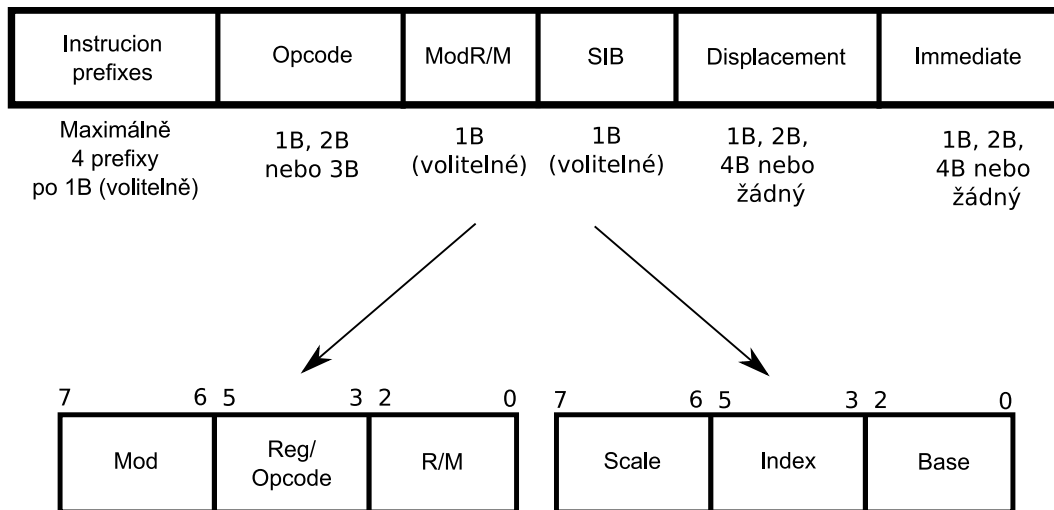 Instrucion
prefixes
Opcode
ModR/M
SIB
Displacement
Immediate
Maximálně
4 prefixy
po 1B (volitelně)
1B, 2B
nebo 3B
1B
(volitelné)
1B
(volitelné)
1B, 2B,
4B nebo
žádný
1B, 2B,
4B nebo
žádný
7 6 5 3 2 0
Mod
Reg/
Opcode
R/M
7 6 5 3 2 0
Scale
Index
Base